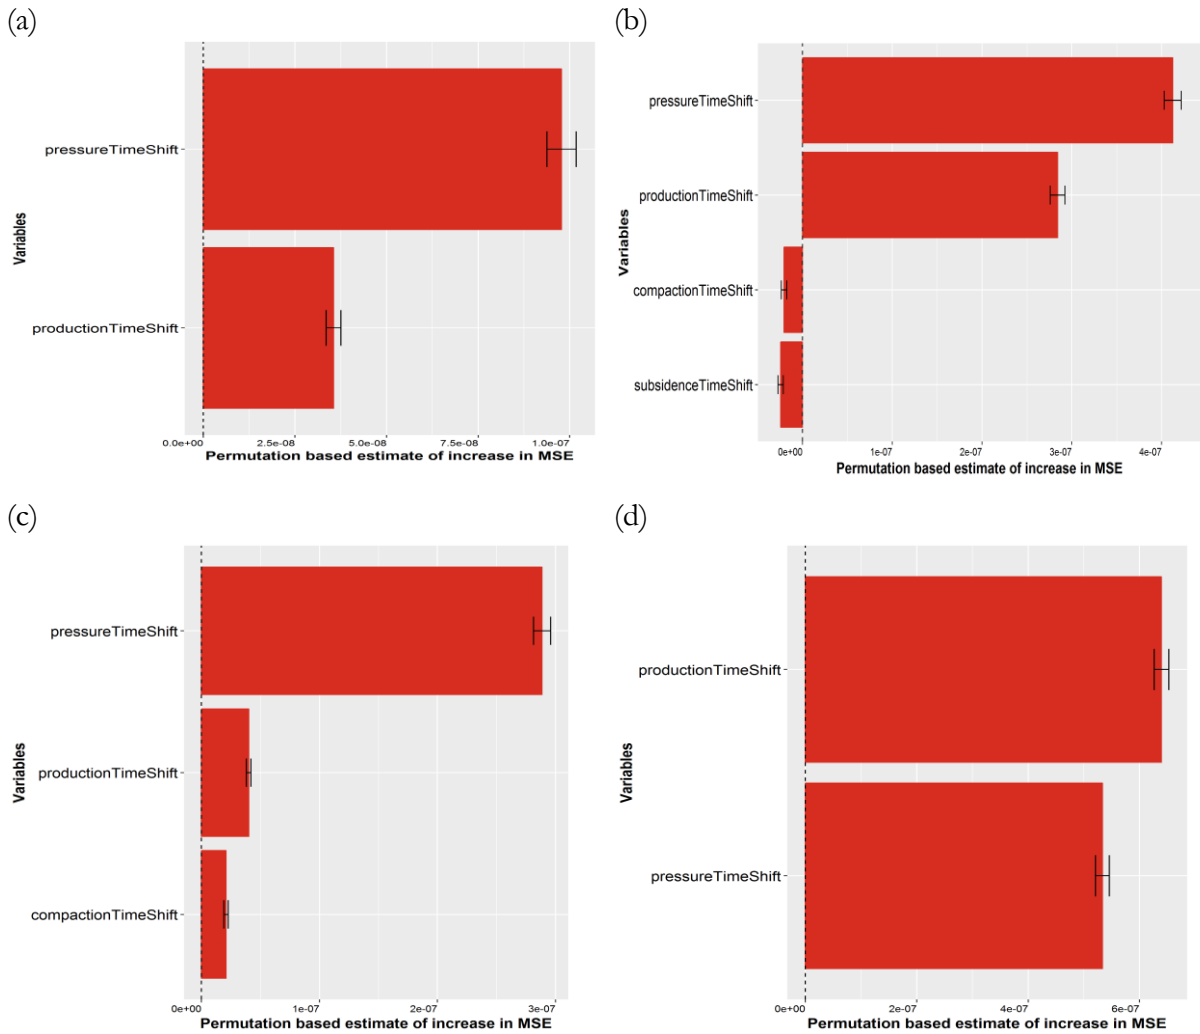 (a)
pressureTimeShift
productionTimeShift
Variables
0.0e+00 2.5e-08 5.0e-08 7.5e-08 1.0e-07
Permutation based estimate of increase in MSE
(b)
pressureTimeShift
productionTimeShift
compactionTimeShift
subsidenceTimeShift
Variables
0e+00 1e-07 2e-07 3e-07 4e-07
Permutation based estimate of increase in MSE
(c)
pressureTimeShift
productionTimeShift
compactionTimeShift
Variables
0e+00 1e-07 2e-07 3e-07
Permutation based estimate of increase in MSE
(d)
productionTimeShift
pressureTimeShift
Variables
0e+00 2e-07 4e-07 6e-07
Permutation based estimate of increase in MSE